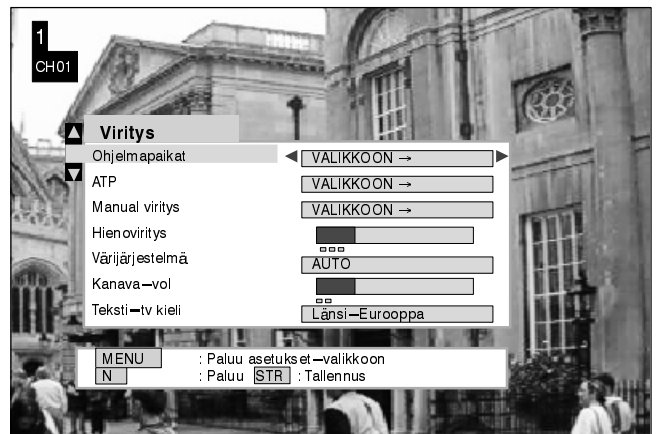 1
CH01
Viritys
Ohjelmapaikat VALIKKOON →
ATP VALIKKOON →
Manual viritys VALIKKOON →
Hienoviritys
Värijärjestelmä AUTO
Kanava–vol
Teksti–tv kieli Länsi–Eurooppa
MENU : Paluu asetukset–valikkoon
N : Paluu STR : Tallennus